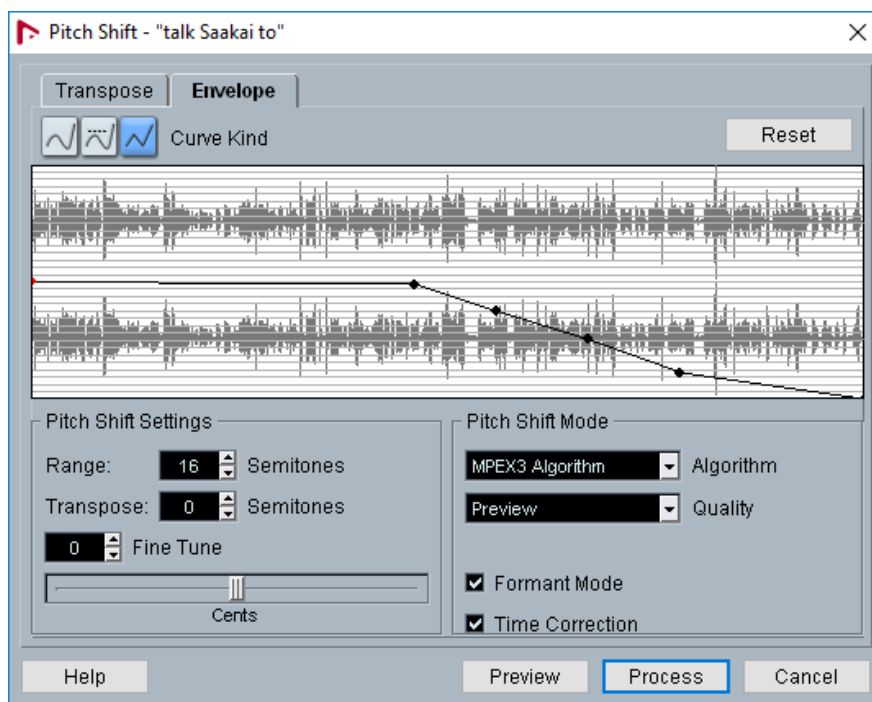 Pitch Shift - "talk Saakai to"
Transpose Envelope
Curve Kind Reset
Pitch Shift Settings
Range: 16 Semitones
Transpose: 0 Semitones
0 Fine Tune
Cents
Pitch Shift Mode
MPEX3 Algorithm Algorithm
Preview Quality
Formant Mode
Time Correction
Help Preview Process Cancel